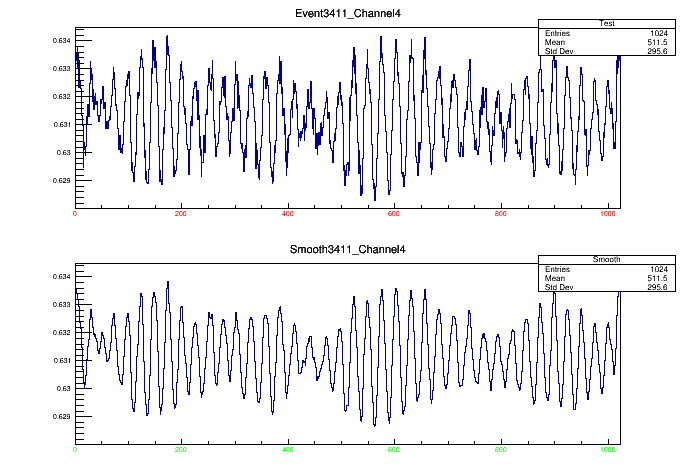 Event3411_Channel4
Test
Entries 1024
Mean 511.5
Std Dev 295.6
0.634
0.633
0.632
0.631
0.63
0.629
0 200 400 600 800 1000
Smooth3411_Channel4
Smooth
Entries 1024
Mean 511.5
Std Dev 295.6
0.634
0.633
0.632
0.631
0.63
0.629
0 200 400 600 800 1000